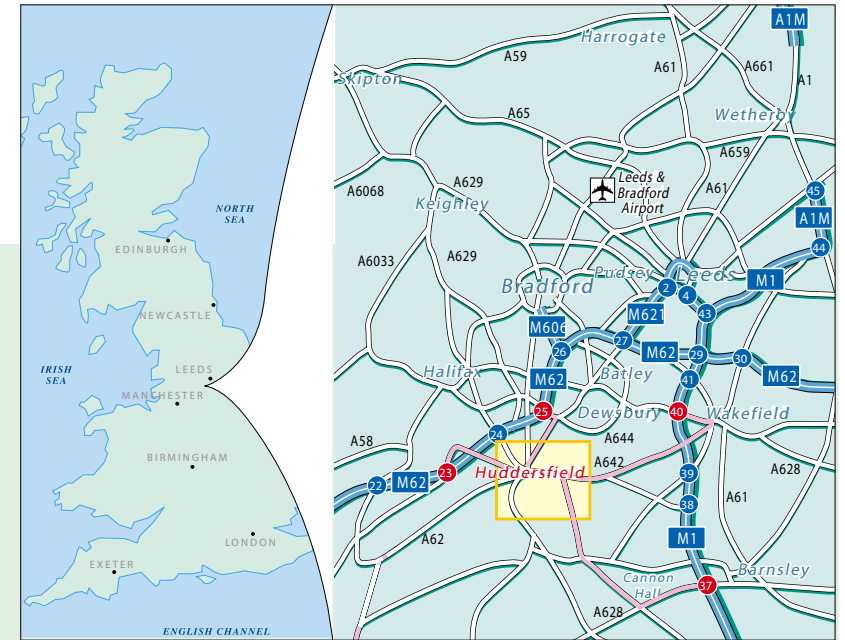 NORTH
SEA
EDINBURGH
NEWCASTLE
IRISH
SEA
LEEDS
MANCHESTER
BIRMINGHAM
LONDON
EXETER
ENGLISH CHANNEL
A1M
Harrogate
A59
A61
A661
A1
Skipton
A65
Wetherby
A659
A6068
A629
Keighley
Leeds &
Bradford
Airport
A61
45
A1M
44
A6033
A629
Pudsey
Leeds
M1
Bradford
2
4
43
M621
M606
27
M62
29
30
26
M62
Halifax
M62
Batley
41
25
Dewsbury
40
Wakefield
24
A58
A644
A642
Huddersfield
23
22
M62
39
A628
A61
38
A62
M1
Cannon
Hall
37
Barnsley
A628